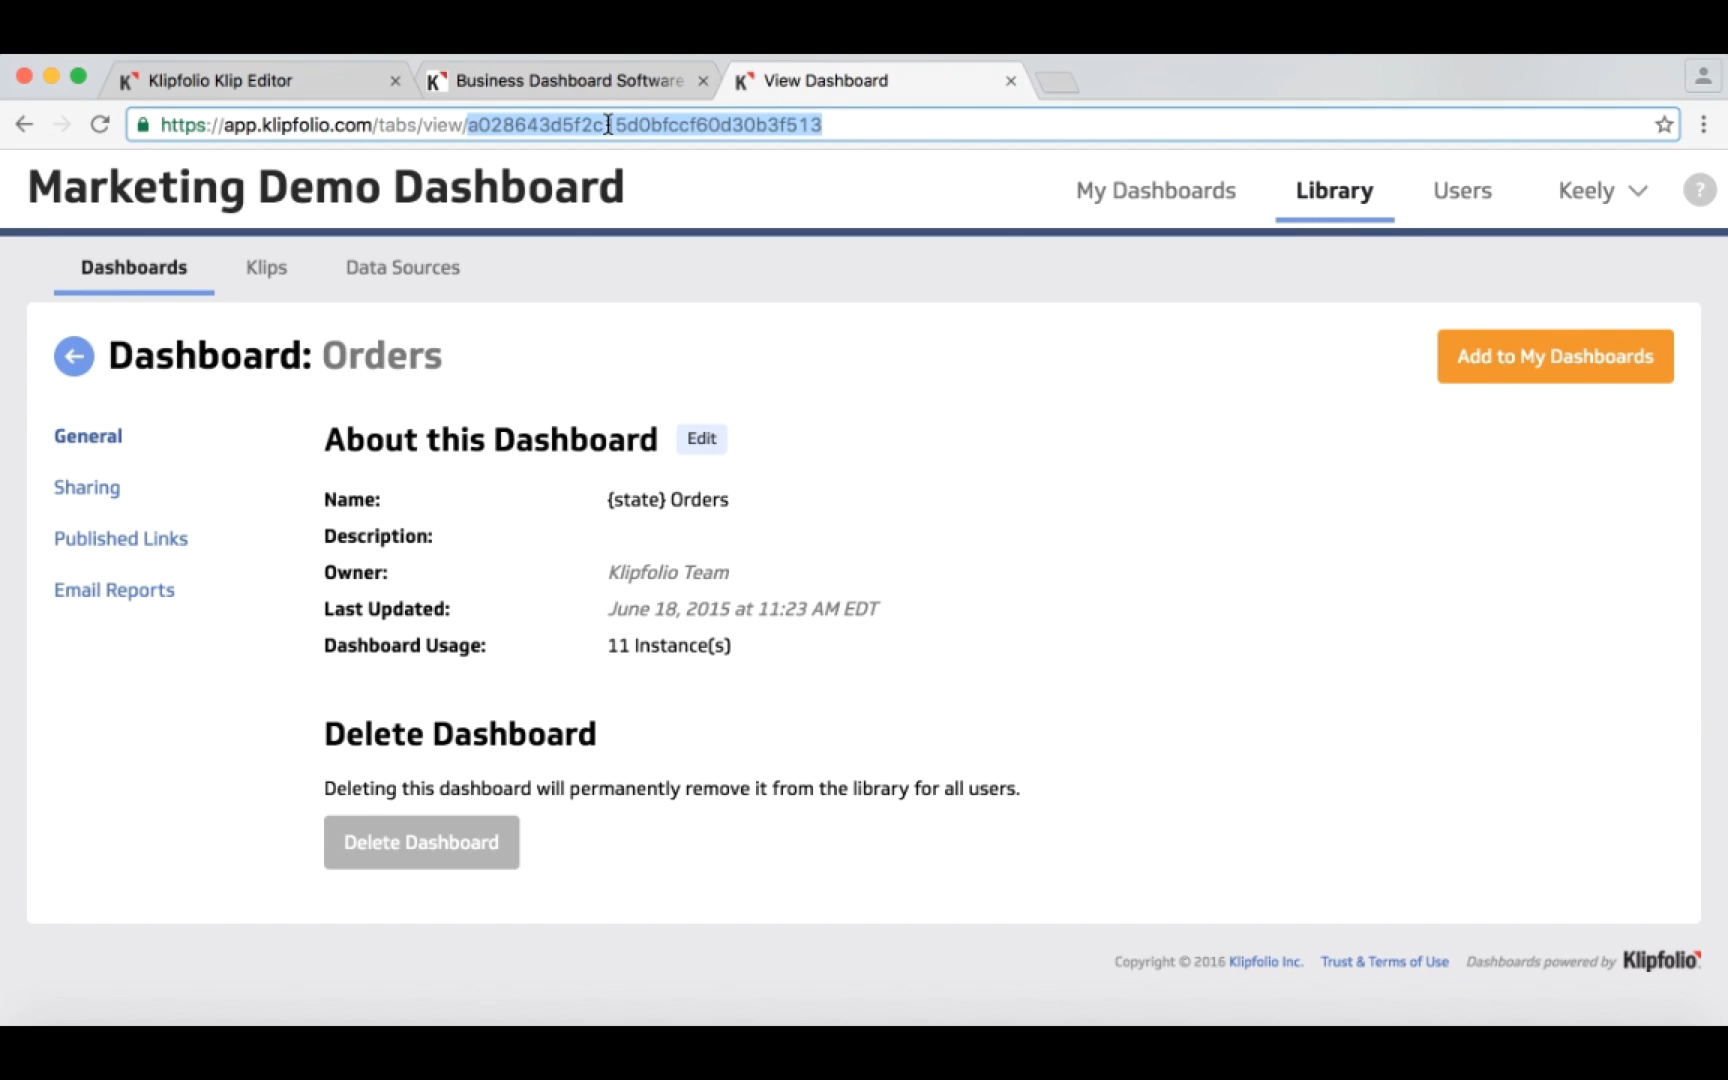 Klipfolio Klip Editor
Business Dashboard Software
View Dashboard
https://app.klipfolio.com/tabs/view/a028643d5f2c15d0bfccf60d30b3f513
Marketing Demo Dashboard
My Dashboards
Library
Users
Keely
?
Dashboards
Klips
Data Sources
Dashboard: Orders
Add to My Dashboards
General
Sharing
Published Links
Email Reports
About this Dashboard
Edit
Name: {state} Orders
Description:
Owner: Klipfolio Team
Last Updated: June 18, 2015 at 11:23 AM EDT
Dashboard Usage: 11 Instance(s)
Delete Dashboard
Deleting this dashboard will permanently remove it from the library for all users.
Delete Dashboard
Copyright © 2016 Klipfolio Inc. Trust & Terms of Use Dashboards powered by Klipfolio